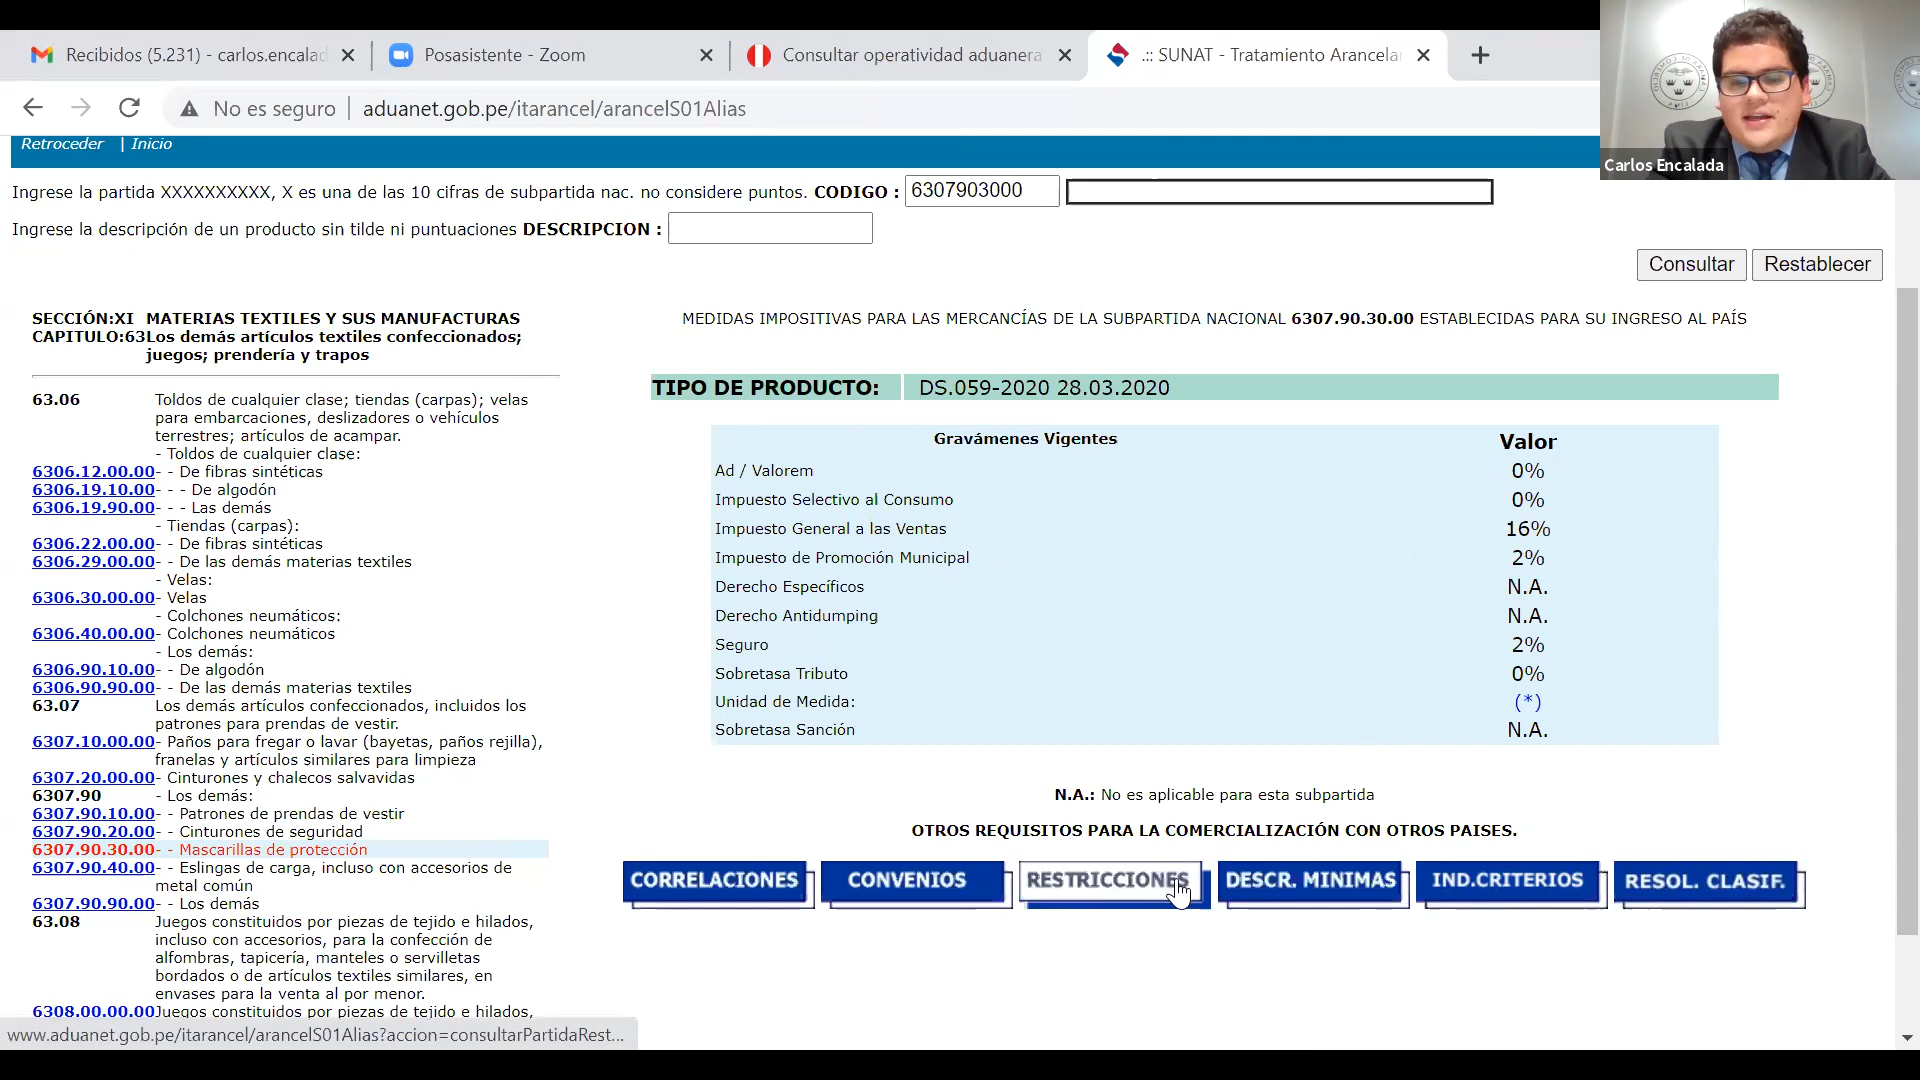 Recibidos (5.231) - carlos.encalad
Posasistente - Zoom
Consultar operatividad aduanera
.:: SUNAT - Tratamiento Arancelar
No es seguro
aduanet.gob.pe/itarancel/arancelS01Alias
Carlos Encalada
Retroceder | Inicio
Ingrese la partida XXXXXXXXXX, X es una de las 10 cifras de subpartida nac. no considere puntos. CODIGO : 6307903000
Ingrese la descripción de un producto sin tilde ni puntuaciones DESCRIPCION :
Consultar Restablecer
SECCIÓN:XI MATERIAS TEXTILES Y SUS MANUFACTURAS
CAPITULO:63Los demás artículos textiles confeccionados;
juegos; prendería y trapos
63.06 Toldos de cualquier clase; tiendas (carpas); velas
para embarcaciones, deslizadores o vehículos
terrestres; artículos de acampar.
- Toldos de cualquier clase:
6306.12.00.00- - De fibras sintéticas
6306.19.10.00- - - De algodón
6306.19.90.00- - - Las demás
- Tiendas (carpas):
6306.22.00.00- - De fibras sintéticas
6306.29.00.00- - De las demás materias textiles
- Velas:
6306.30.00.00- Velas
- Colchones neumáticos:
6306.40.00.00- Colchones neumáticos
- Los demás:
6306.90.10.00- - De algodón
6306.90.90.00- - De las demás materias textiles
63.07 Los demás artículos confeccionados, incluidos los
patrones para prendas de vestir.
6307.10.00.00- Paños para fregar o lavar (bayetas, paños rejilla),
franelas y artículos similares para limpieza
6307.20.00.00- Cinturones y chalecos salvavidas
6307.90 - Los demás:
6307.90.10.00- - Patrones de prendas de vestir
6307.90.20.00- - Cinturones de seguridad
6307.90.30.00- - Mascarillas de protección
6307.90.40.00- - Eslingas de carga, incluso con accesorios de
metal común
6307.90.90.00- - Los demás
63.08 Juegos constituidos por piezas de tejido e hilados,
incluso con accesorios, para la confección de
alfombras, tapicería, manteles o servilletas
bordados o de artículos textiles similares, en
envases para la venta al por menor.
6308.00.00.00Juegos constituidos por piezas de tejido e hilados,
MEDIDAS IMPOSITIVAS PARA LAS MERCANCÍAS DE LA SUBPARTIDA NACIONAL 6307.90.30.00 ESTABLECIDAS PARA SU INGRESO AL PAÍS
TIPO DE PRODUCTO: DS.059-2020 28.03.2020
Gravámenes Vigentes Valor
Ad / Valorem 0%
Impuesto Selectivo al Consumo 0%
Impuesto General a las Ventas 16%
Impuesto de Promoción Municipal 2%
Derecho Específicos N.A.
Derecho Antidumping N.A.
Seguro 2%
Sobretasa Tributo 0%
Unidad de Medida: (*)
Sobretasa Sanción N.A.
N.A.: No es aplicable para esta subpartida
OTROS REQUISITOS PARA LA COMERCIALIZACIÓN CON OTROS PAISES.
CORRELACIONES CONVENIOS RESTRICCIONES DESCR. MINIMAS IND.CRITERIOS RESOL. CLASIF.
www.aduanet.gob.pe/itarancel/arancelS01Alias?accion=consultarPartidaRest...